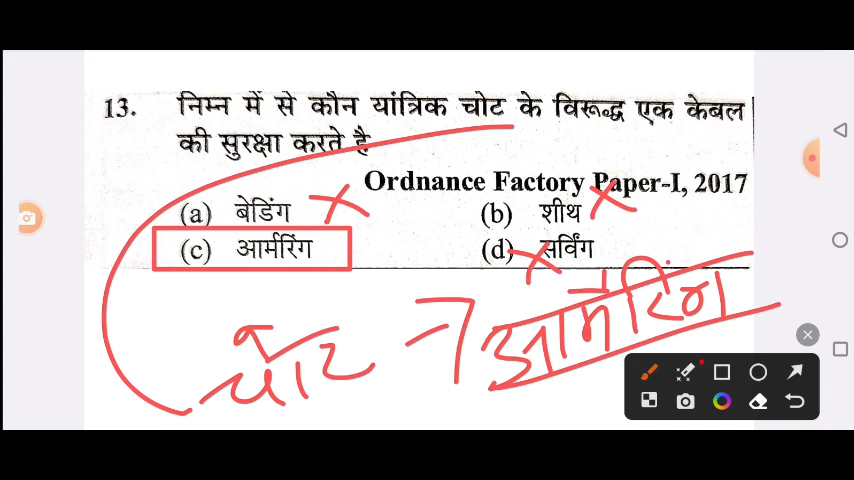 13. निम्न में से कौन यांत्रिक चोट के विरूद्ध एक केबल
की सुरक्षा करते है
Ordnance Factory Paper-I, 2017
(a) बेडिंग (b) शीथ
(c) आर्मरिंग (d) सर्विंग
चोट → आर्मरिंग